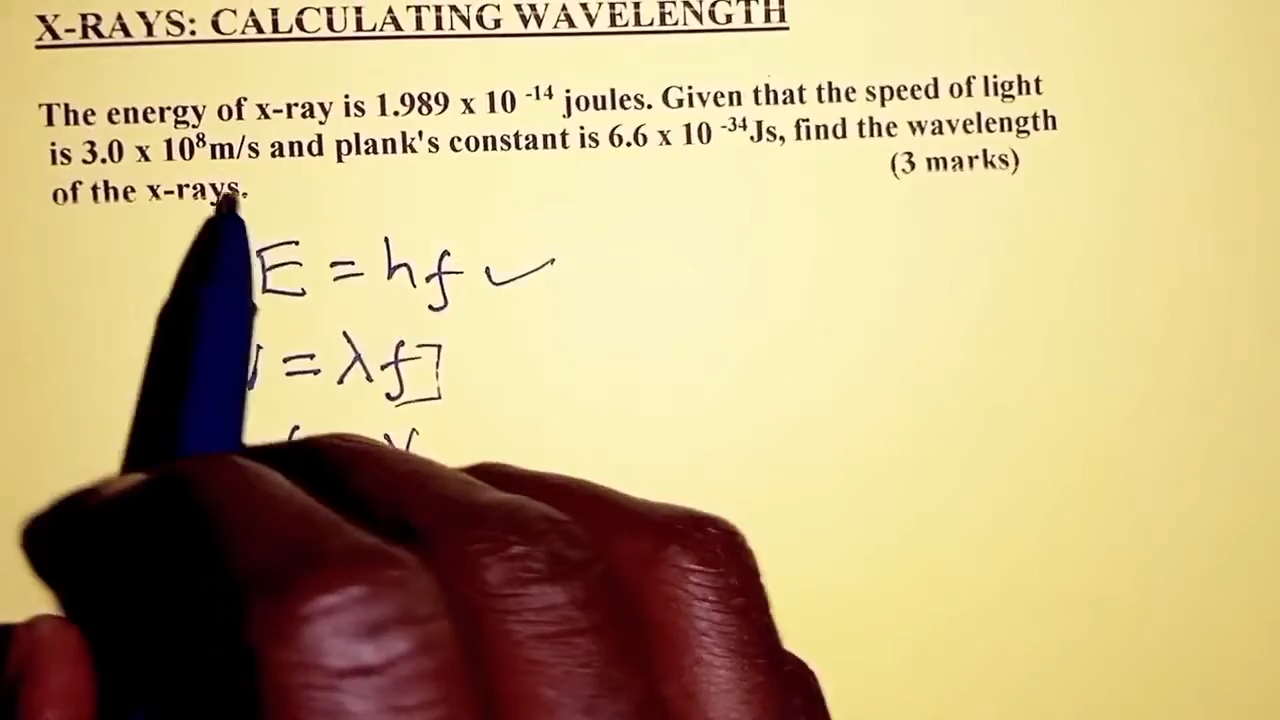 X-RAYS: CALCULATING WAVELENGTH
The energy of x-ray is 1.989 x 10 -14 joules. Given that the speed of light
is 3.0 x 10⁸m/s and plank's constant is 6.6 x 10 -34Js, find the wavelength
of the x-rays. (3 marks)
E = hf ✓
= λf]